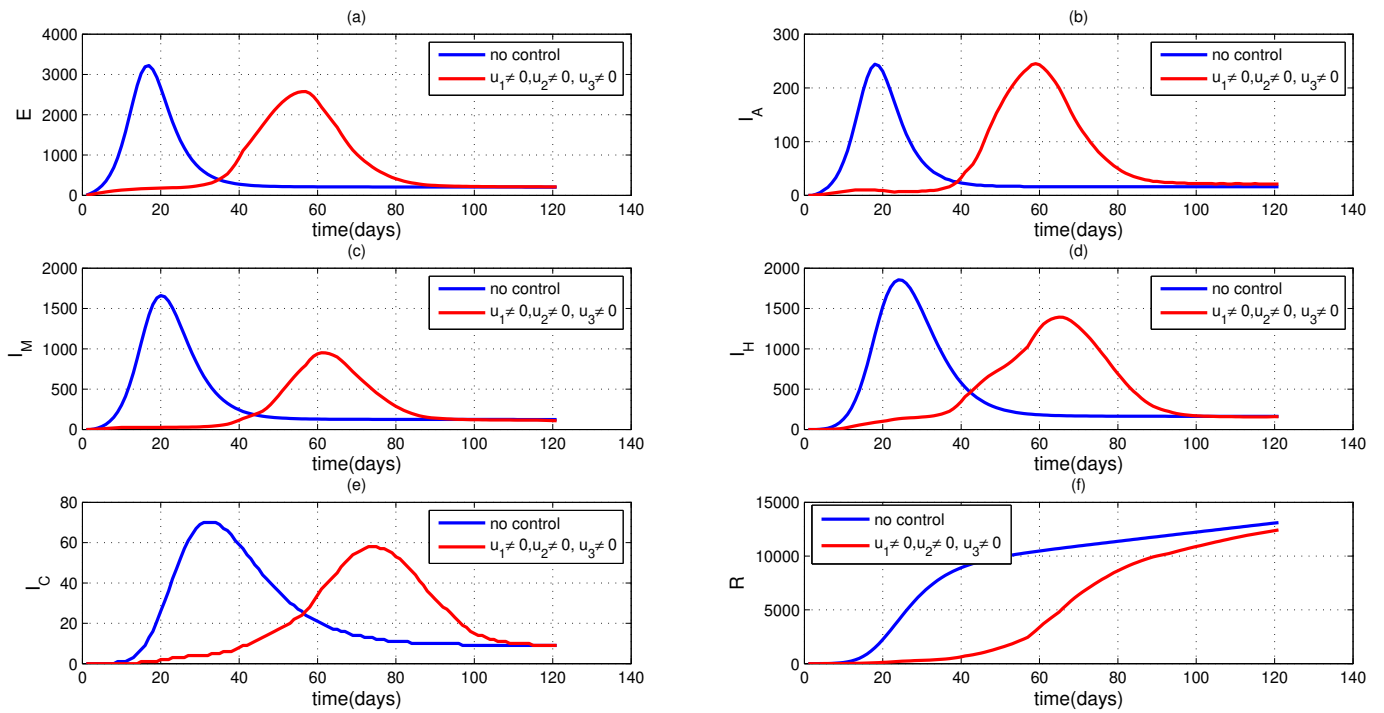 (a)
4000
3000
2000
1000
0
E
no control
u₁≠ 0,u₂≠ 0, u₃≠ 0
0 20 40 60 80 100 120 140
time(days)
(b)
300
200
100
0
I_A
no control
u₁≠ 0,u₂≠ 0, u₃≠ 0
0 20 40 60 80 100 120 140
time(days)
(c)
2000
1500
1000
500
0
I_M
no control
u₁≠ 0,u₂≠ 0, u₃≠ 0
0 20 40 60 80 100 120 140
time(days)
(d)
2000
1500
1000
500
0
I_H
no control
u₁≠ 0,u₂≠ 0, u₃≠ 0
0 20 40 60 80 100 120 140
time(days)
(e)
80
60
40
20
0
I_C
no control
u₁≠ 0,u₂≠ 0, u₃≠ 0
0 20 40 60 80 100 120 140
time(days)
(f)
15000
10000
5000
0
R
no control
u₁≠ 0,u₂≠ 0, u₃≠ 0
0 20 40 60 80 100 120 140
time(days)